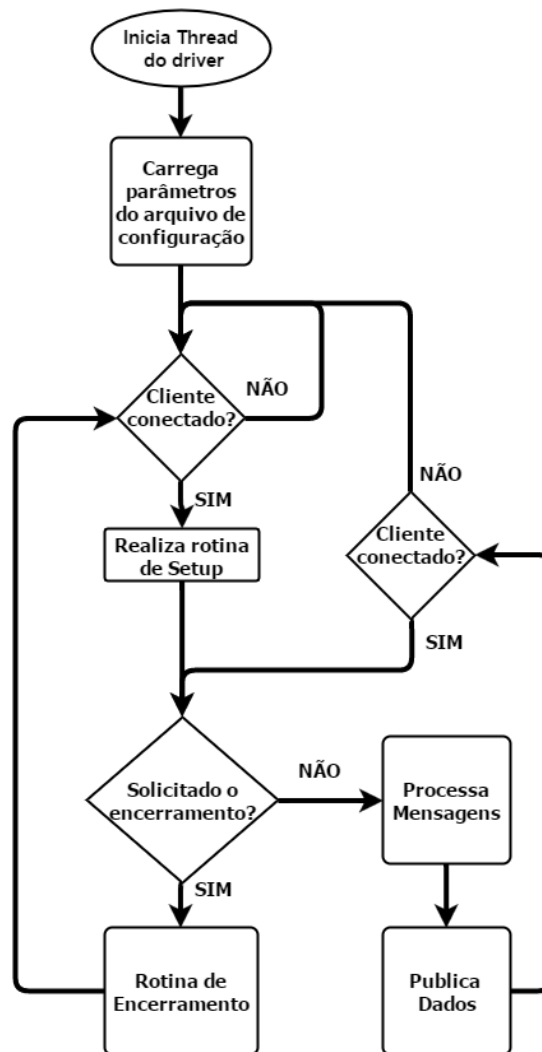 Inicia Thread
do driver
Carrega
parâmetros
do arquivo de
configuração
Cliente
conectado?
NÃO
SIM
Realiza rotina
de Setup
NÃO
Cliente
conectado?
SIM
Solicitado o
encerramento?
NÃO
SIM
Processa
Mensagens
Rotina de
Encerramento
Publica
Dados